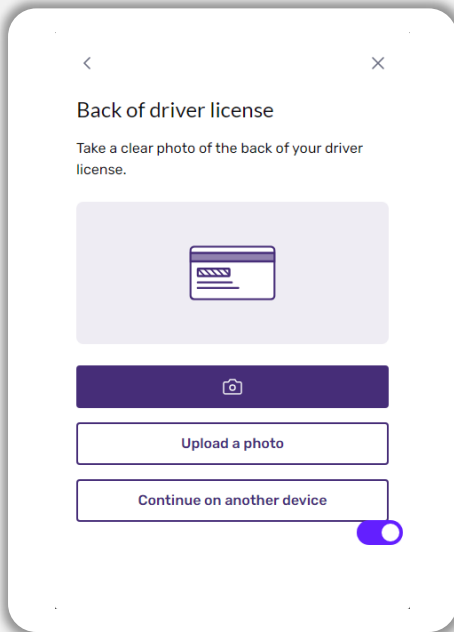 Back of driver license
Take a clear photo of the back of your driver
license.
Upload a photo
Continue on another device